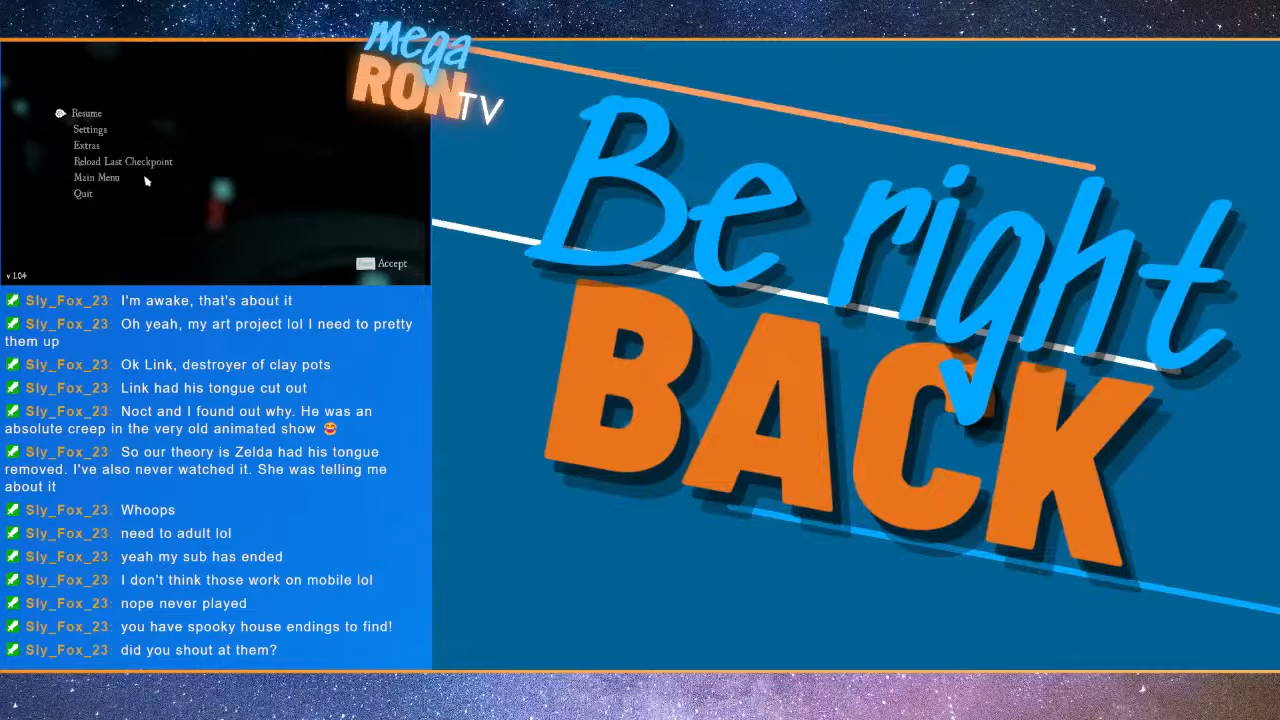 mega
RON TV
Resume
Settings
Extras
Reload Last Checkpoint
Main Menu
Quit
Accept
v 1.04
Be right
BACK
Sly_Fox_23: I'm awake, that's about it
Sly_Fox_23: Oh yeah, my art project lol I need to pretty
them up
Sly_Fox_23: Ok Link, destroyer of clay pots
Sly_Fox_23: Link had his tongue cut out
Sly_Fox_23: Noct and I found out why. He was an
absolute creep in the very old animated show
Sly_Fox_23: So our theory is Zelda had his tongue
removed. I've also never watched it. She was telling me
about it
Sly_Fox_23: Whoops
Sly_Fox_23: need to adult lol
Sly_Fox_23: yeah my sub has ended
Sly_Fox_23: I don't think those work on mobile lol
Sly_Fox_23: nope never played
Sly_Fox_23: you have spooky house endings to find!
Sly_Fox_23: did you shout at them?